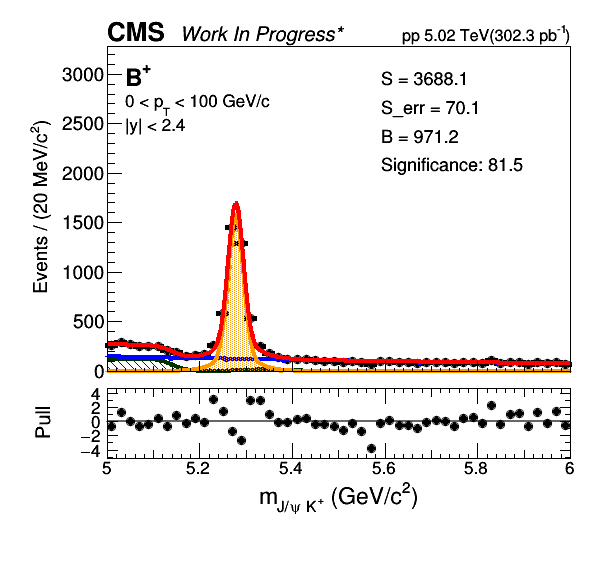 CMS Work In Progress* pp 5.02 TeV(302.3 pb⁻¹)
B⁺
0 < p_T < 100 GeV/c
|y| < 2.4
S = 3688.1
S_err = 70.1
B = 971.2
Significance: 81.5
Events / (20 MeV/c²)
3000
2500
2000
1500
1000
500
0
Pull
4
2
0
−2
−4
5 5.2 5.4 5.6 5.8 6
m_{J/ψ K⁺} (GeV/c²)